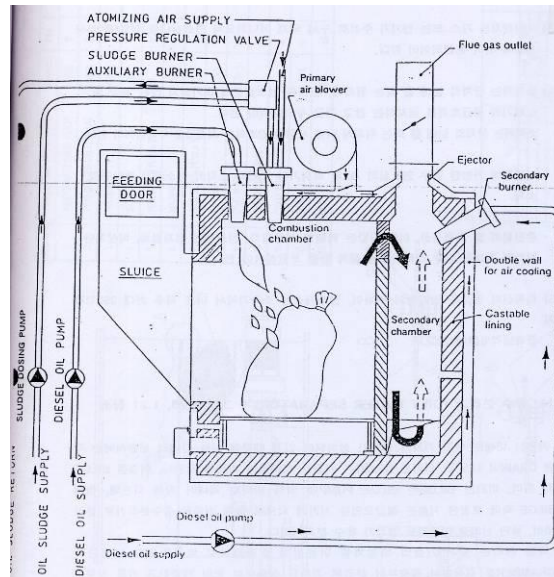 ATOMIZING AIR SUPPLY
PRESSURE REGULATION VALVE
SLUDGE BURNER
AUXILIARY BURNER
Primary
air blower
Flue gas outlet
Ejector
Secondary
burner
FEEDING
DOOR
Combustion
chamber
SLUICE
Double wall
for air cooling
Castable
lining
Secondary
chamber
SLUDGE DOSING PUMP
DIESEL OIL PUMP
OIL SLUDGE RETURN
OIL SLUDGE SUPPLY
DIESEL OIL SUPPLY
Diesel oil pump
Diesel oil supply